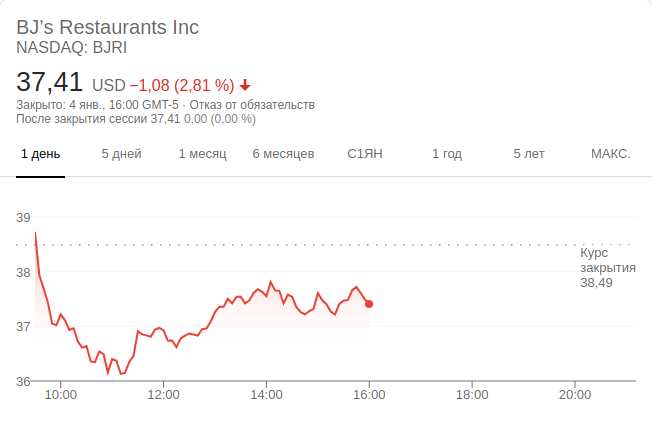 BJ’s Restaurants Inc
NASDAQ: BJRI
37,41 USD −1,08 (2,81 %)
Закрыто: 4 янв., 16:00 GMT-5 · Отказ от обязательств
После закрытия сессии 37,41 0,00 (0,00 %)
1 день 5 дней 1 месяц 6 месяцев С1ЯН 1 год 5 лет МАКС.
39
Курс
закрытия
38,49
38
37
36
10:00 12:00 14:00 16:00 18:00 20:00